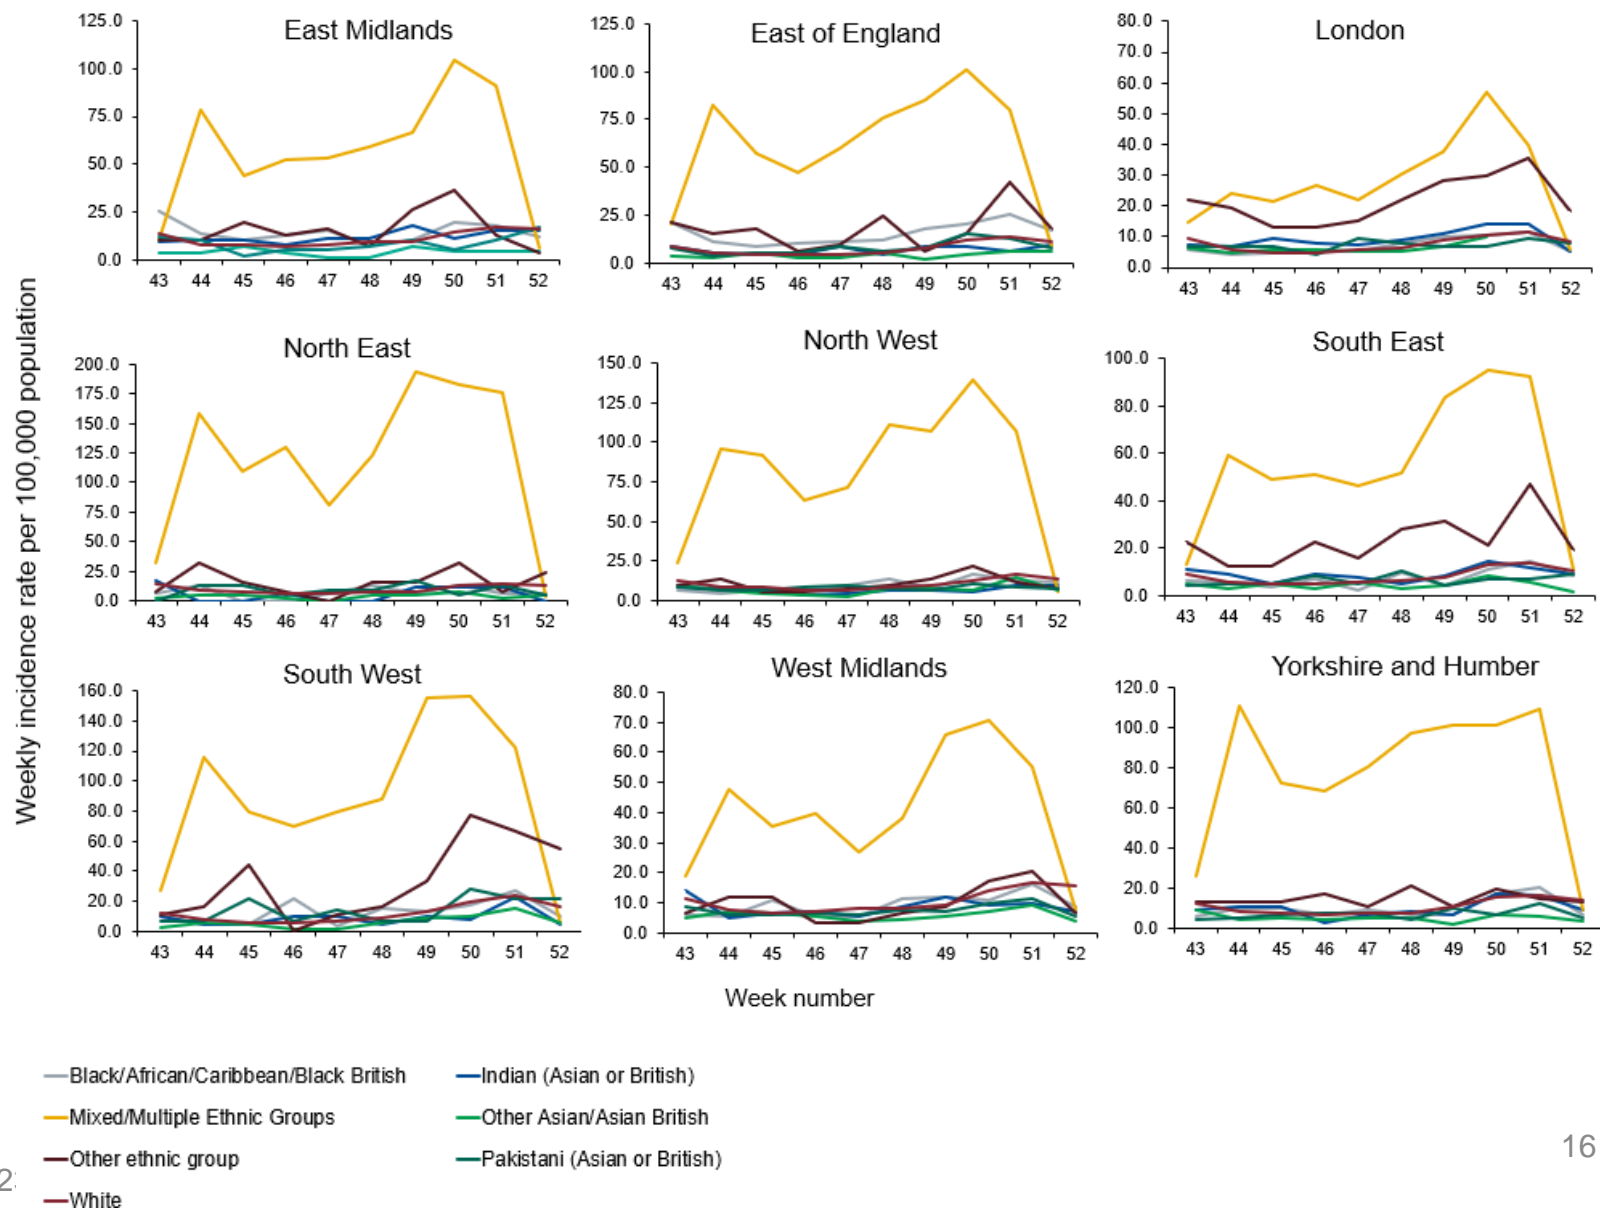 East Midlands
125.0
100.0
75.0
50.0
25.0
0.0
43 44 45 46 47 48 49 50 51 52
East of England
125.0
100.0
75.0
50.0
25.0
0.0
43 44 45 46 47 48 49 50 51 52
London
80.0
70.0
60.0
50.0
40.0
30.0
20.0
10.0
0.0
43 44 45 46 47 48 49 50 51 52
Weekly incidence rate per 100,000 population
North East
200.0
175.0
150.0
125.0
100.0
75.0
50.0
25.0
0.0
43 44 45 46 47 48 49 50 51 52
North West
150.0
125.0
100.0
75.0
50.0
25.0
0.0
43 44 45 46 47 48 49 50 51 52
South East
100.0
80.0
60.0
40.0
20.0
0.0
43 44 45 46 47 48 49 50 51 52
South West
160.0
140.0
120.0
100.0
80.0
60.0
40.0
20.0
0.0
43 44 45 46 47 48 49 50 51 52
West Midlands
80.0
70.0
60.0
50.0
40.0
30.0
20.0
10.0
0.0
43 44 45 46 47 48 49 50 51 52
Yorkshire and Humber
120.0
100.0
80.0
60.0
40.0
20.0
0.0
43 44 45 46 47 48 49 50 51 52
Week number
Black/African/Caribbean/Black British
Indian (Asian or British)
Mixed/Multiple Ethnic Groups
Other Asian/Asian British
Other ethnic group
Pakistani (Asian or British)
White
16